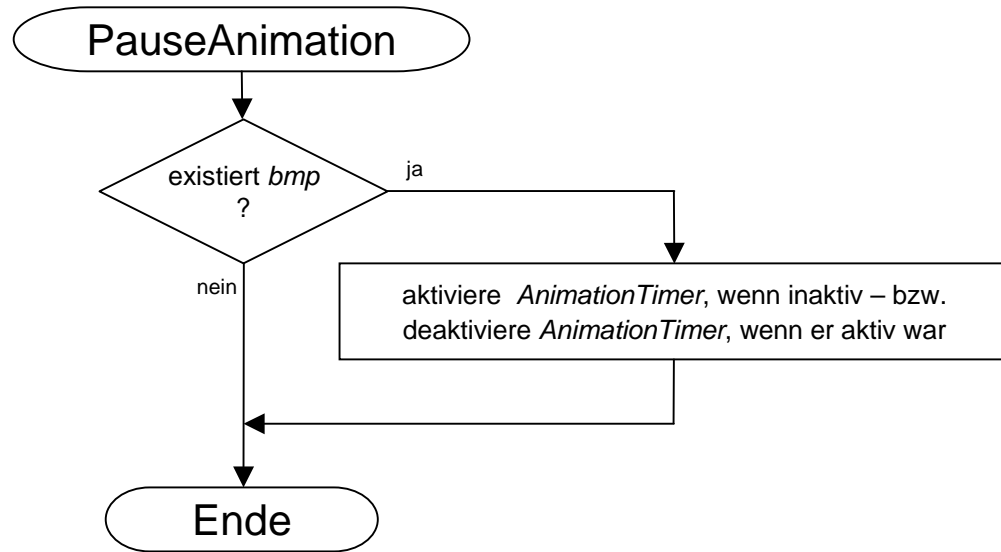 PauseAnimation
existiert bmp
?
ja
nein
aktiviere AnimationTimer, wenn inaktiv – bzw.
deaktiviere AnimationTimer, wenn er aktiv war
Ende